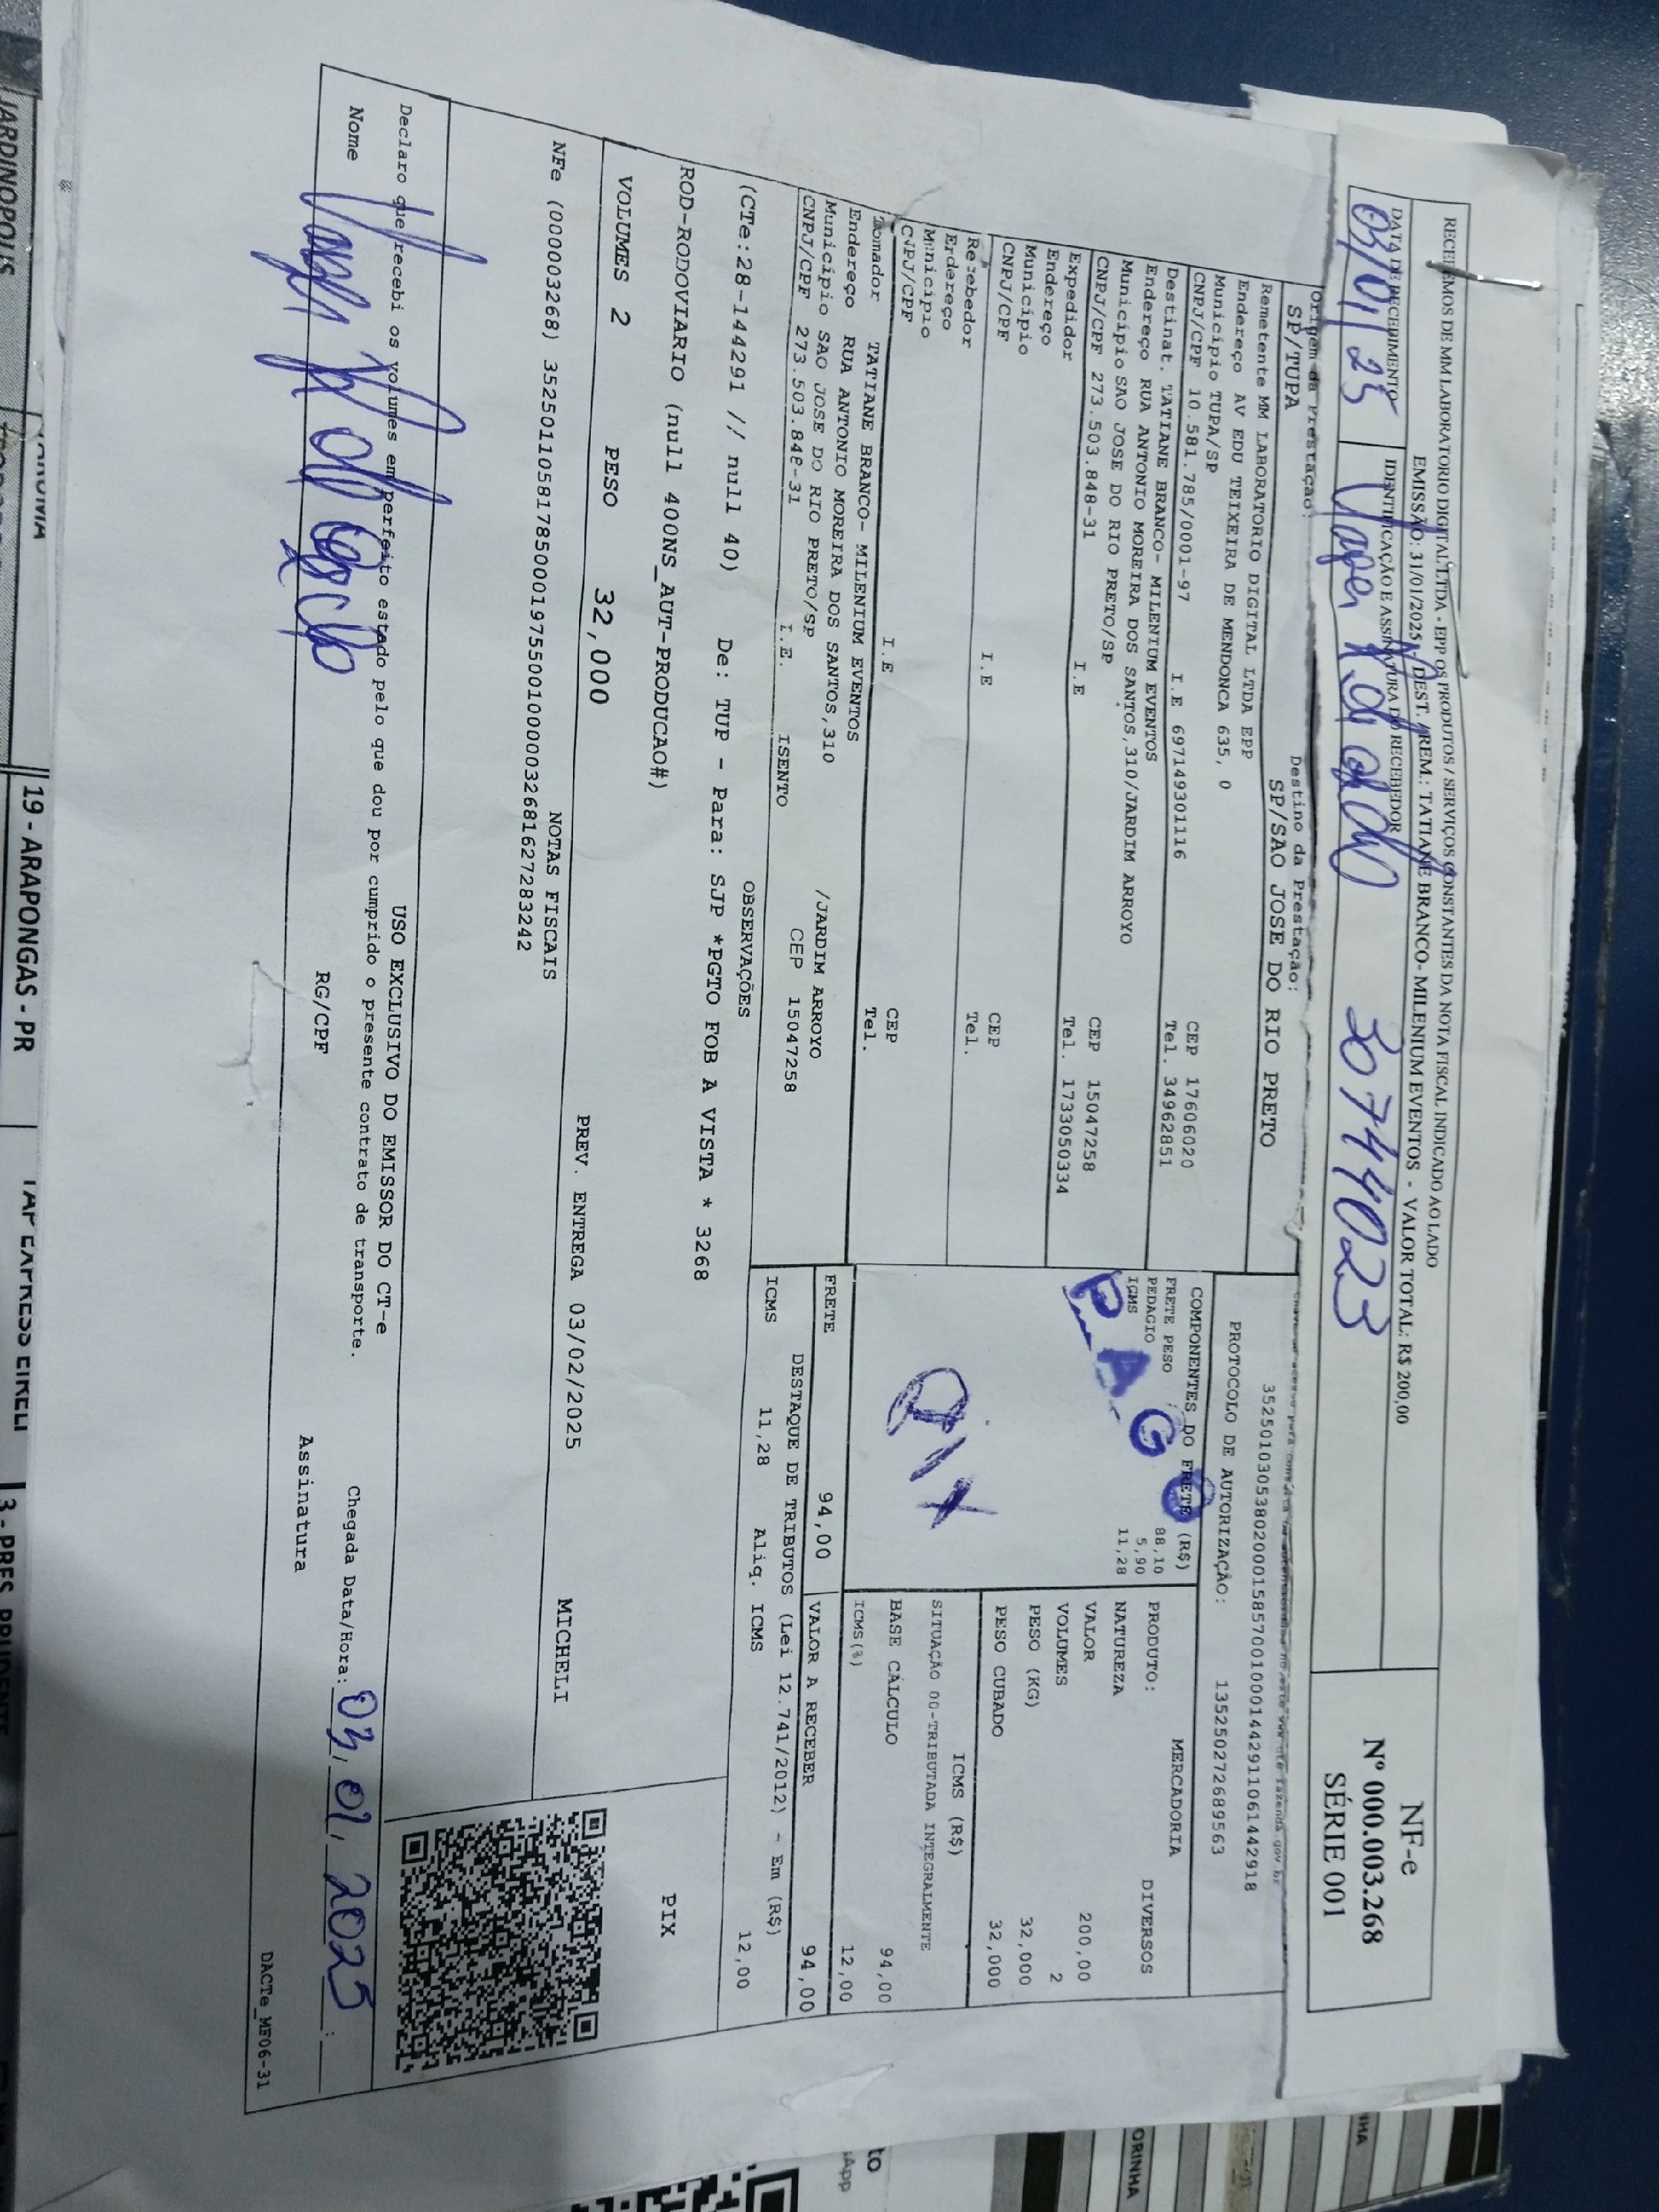 RECEBEMOS DE MM LABORATORIO DIGITAL LTDA - EPP OS PRODUTOS / SERVIÇOS CONSTANTES DA NOTA FISCAL INDICADO AO LADO
EMISSÃO: 31/01/2025 - DEST. / REM.: TATIANE BRANCO- MILENIUM EVENTOS - VALOR TOTAL: R$ 200,00
DATA DE RECEBIMENTO
IDENTIFICAÇÃO E ASSINATURA DO RECEBEDOR
03/01/25
30744023
NF-e
Nº 000.003.268
SÉRIE 001
Origem da Prestação:
SP/TUPA
Destino da Prestação:
SP/SAO JOSE DO RIO PRETO
Remetente MM LABORATORIO DIGITAL LTDA EPP
Endereço AV EDU TEIXEIRA DE MENDONCA 635, 0
Município TUPA/SP CEP 17606020
CNPJ/CPF 10.581.785/0001-97 I.E 697149301116 Tel. 34962851
Destinat. TATIANE BRANCO- MILENIUM EVENTOS
Endereço RUA ANTONIO MOREIRA DOS SANTOS,310/JARDIM ARROYO
Município SAO JOSE DO RIO PRETO/SP CEP 15047258
CNPJ/CPF 273.503.848-31 I.E Tel. 1733050334
Expedidor
Endereço
Município CEP
CNPJ/CPF I.E Tel.
Recebedor
Endereço
Município CEP
CNPJ/CPF I.E Tel.
Tomador TATIANE BRANCO- MILENIUM EVENTOS
Endereço RUA ANTONIO MOREIRA DOS SANTOS,310 /JARDIM ARROYO
Município SAO JOSE DO RIO PRETO/SP CEP 15047258
CNPJ/CPF 273.503.848-31 I.E. ISENTO
35250103053802000158570010001442911061442918
PROTOCOLO DE AUTORIZAÇÃO: 135250272689563
COMPONENTES DO FRETE (R$)
FRETE PESO 88,10
PEDAGIO 5,90
ICMS 11,28
PAGO
PIX
MERCADORIA
PRODUTO: DIVERSOS
NATUREZA
VALOR 200,00
VOLUMES 2
PESO (KG) 32,000
PESO CUBADO 32,000
ICMS (R$)
SITUAÇÃO 00-TRIBUTADA INTEGRALMENTE
BASE CÁLCULO 94,00
ICMS(%) 12,00
FRETE 94,00
VALOR A RECEBER 94,00
DESTAQUE DE TRIBUTOS (Lei 12.741/2012) - Em (R$)
ICMS 11,28 Aliq. ICMS 12,00
OBSERVAÇÕES
(CTe:28-144291 // null 40) De: TUP - Para: SJP *PGTO FOB A VISTA * 3268
ROD-RODOVIARIO (null 400NS_AUT-PRODUCAO#)
PIX
VOLUMES 2 PESO 32,000 PREV. ENTREGA 03/02/2025 MICHELI
NOTAS FISCAIS
NFe (000003268) 35250110581785000197550010000032681627283242
USO EXCLUSIVO DO EMISSOR DO CT-e
Declaro que recebi os volumes em perfeito estado pelo que dou por cumprido o presente contrato de transporte.
Chegada Data/Hora: 03, 01, 2025 :
Nome RG/CPF Assinatura
DACTe_MF06-31
JARDINOPOLIS
19 - ARAPONGAS - PR